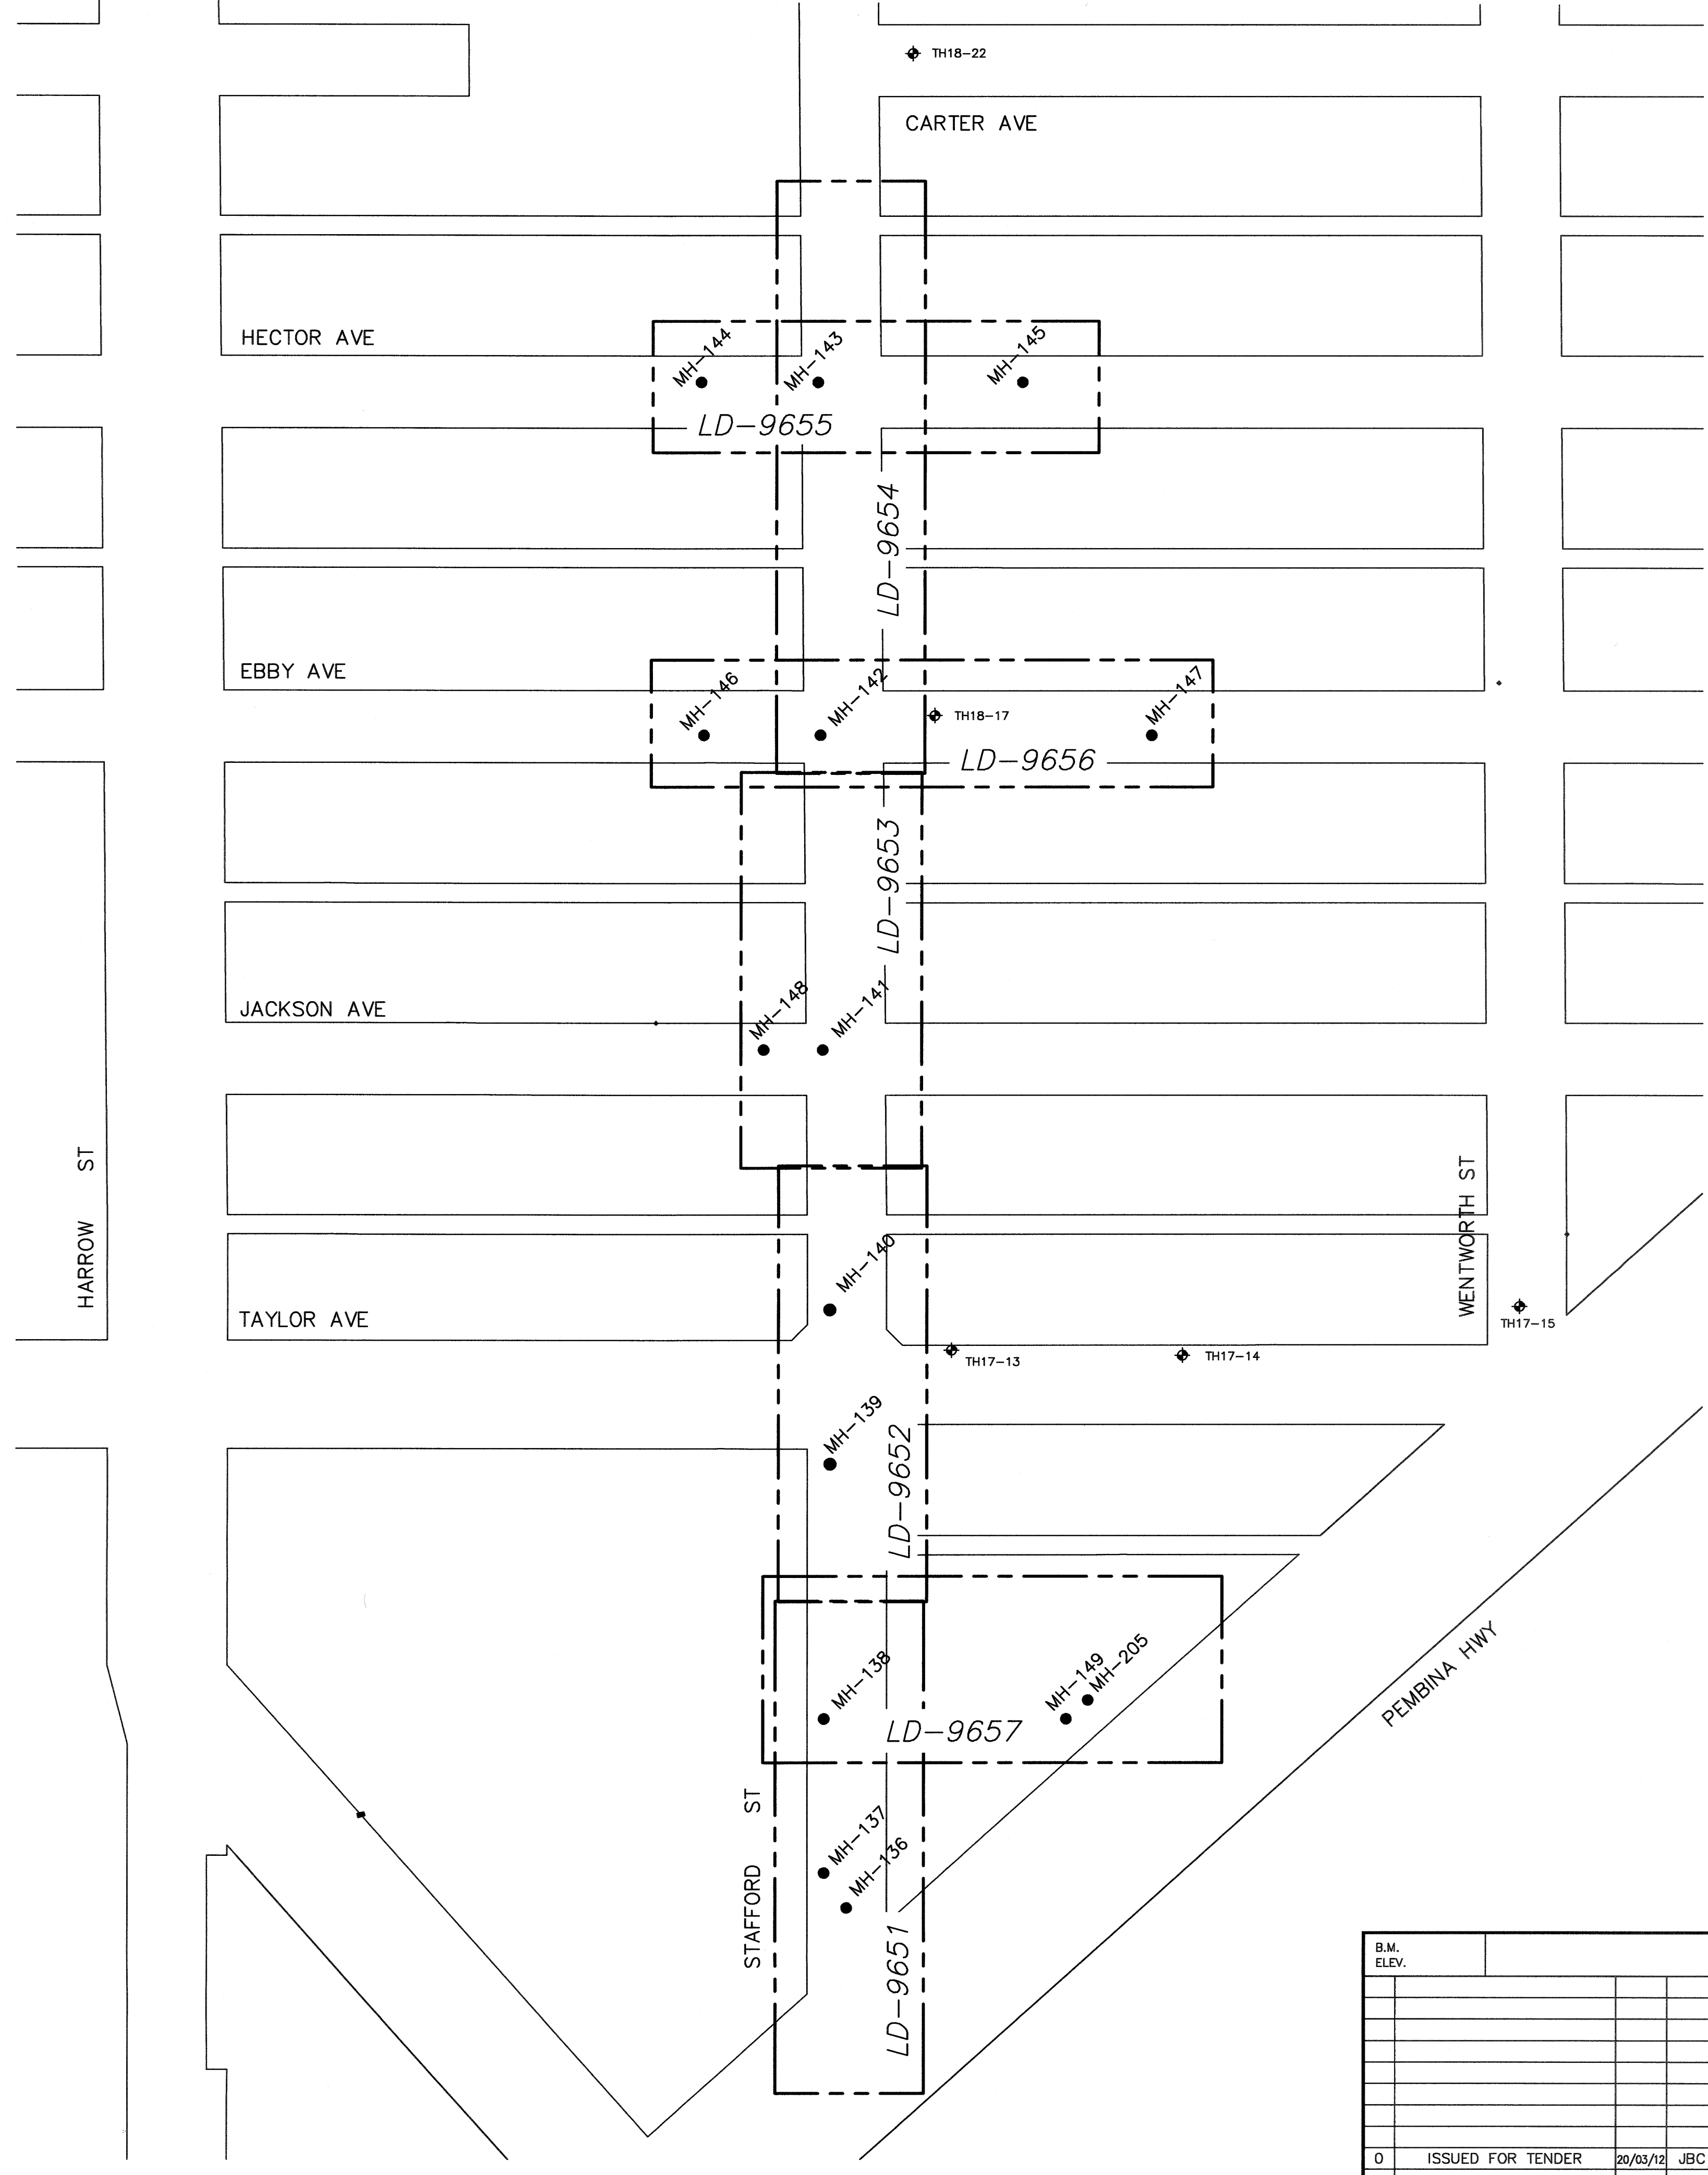 TH18-22
CARTER AVE
HECTOR AVE
MH-144
MH-143
MH-145
LD-9655
LD-9654
EBBY AVE
MH-146
MH-142
TH18-17
MH-147
LD-9656
LD-9653
JACKSON AVE
MH-148
MH-141
HARROW ST
WENTWORTH ST
MH-140
TAYLOR AVE
TH17-15
TH17-13
TH17-14
MH-139
LD-9652
MH-138
MH-149
MH-205
PEMBINA HWY
LD-9657
STAFFORD ST
MH-137
MH-136
LD-9651
B.M.
ELEV.
0 ISSUED FOR TENDER 20/03/12 JBC